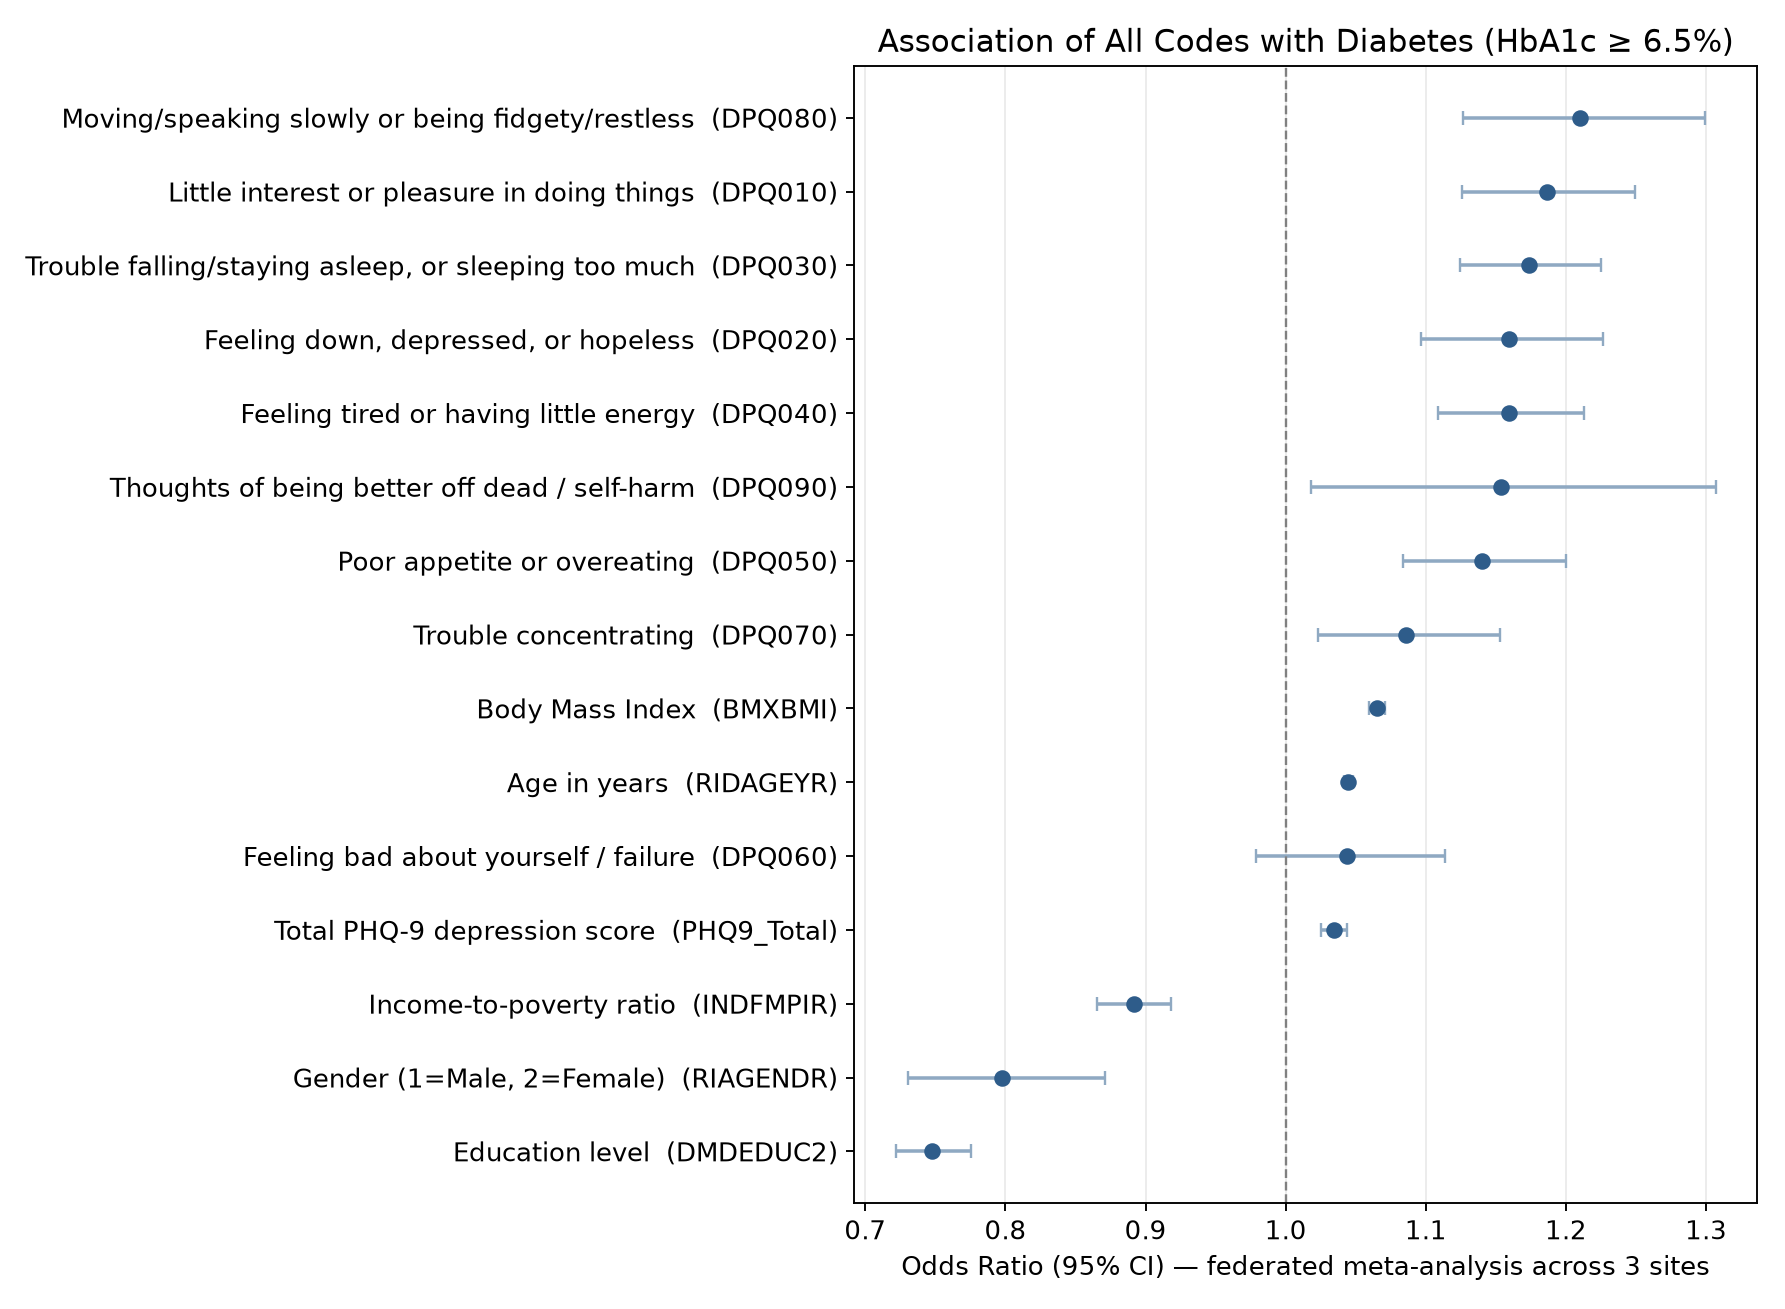 Association of All Codes with Diabetes (HbA1c ≥ 6.5%)
Moving/speaking slowly or being fidgety/restless  (DPQ080)
Little interest or pleasure in doing things  (DPQ010)
Trouble falling/staying asleep, or sleeping too much  (DPQ030)
Feeling down, depressed, or hopeless  (DPQ020)
Feeling tired or having little energy  (DPQ040)
Thoughts of being better off dead / self-harm  (DPQ090)
Poor appetite or overeating  (DPQ050)
Trouble concentrating  (DPQ070)
Body Mass Index  (BMXBMI)
Age in years  (RIDAGEYR)
Feeling bad about yourself / failure  (DPQ060)
Total PHQ-9 depression score  (PHQ9_Total)
Income-to-poverty ratio  (INDFMPIR)
Gender (1=Male, 2=Female)  (RIAGENDR)
Education level  (DMDEDUC2)
0.7 0.8 0.9 1.0 1.1 1.2 1.3
Odds Ratio (95% CI) — federated meta-analysis across 3 sites